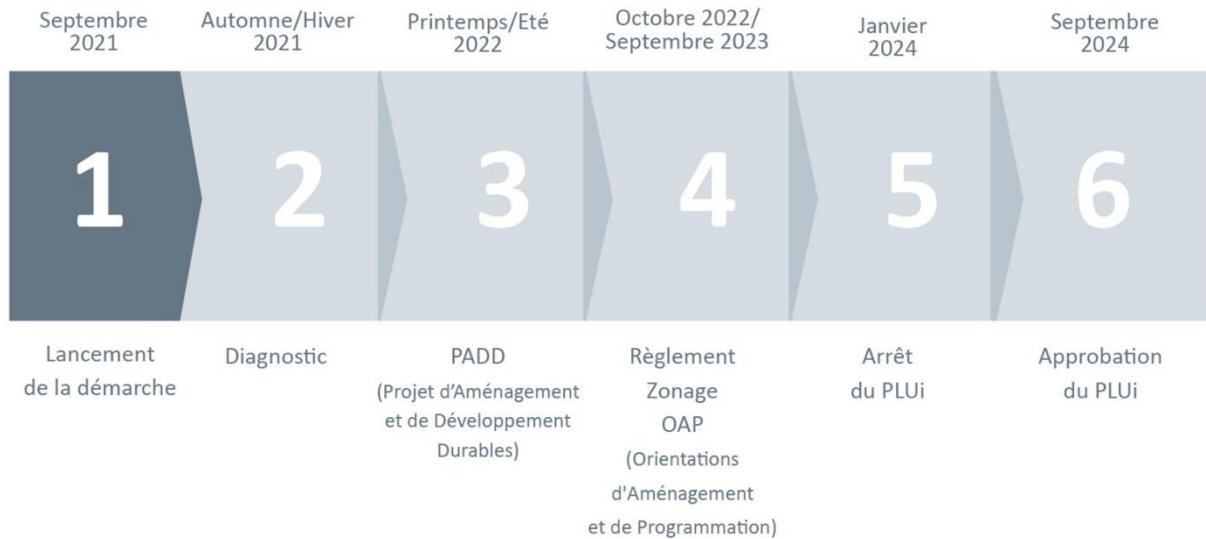 Septembre
2021
Automne/Hiver
2021
Printemps/Eté
2022
Octobre 2022/
Septembre 2023
Janvier
2024
Septembre
2024
1
2
3
4
5
6
Lancement
de la démarche
Diagnostic
PADD
(Projet d’Aménagement
et de Développement
Durables)
Règlement
Zonage
OAP
(Orientations
d'Aménagement
et de Programmation)
Arrêt
du PLUi
Approbation
du PLUi